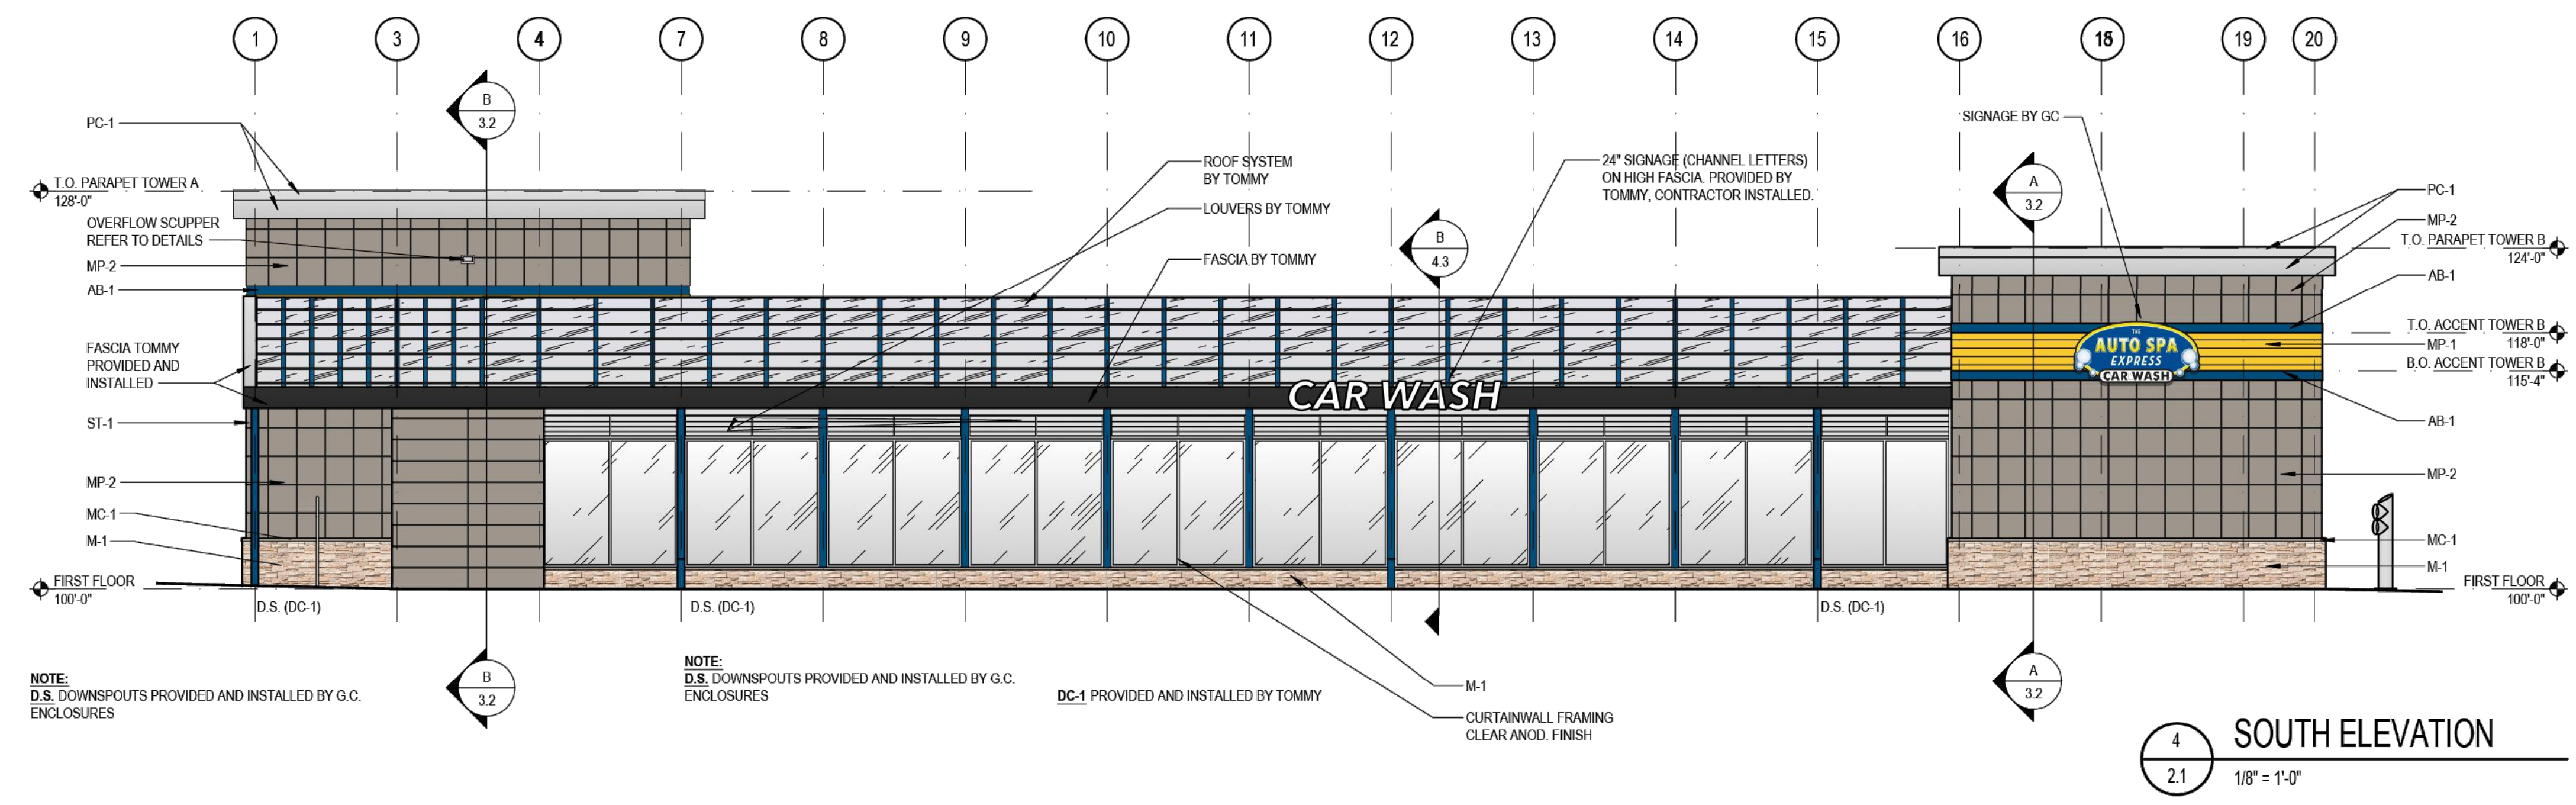 1
3
4
7
8
9
10
11
12
13
14
15
16
19
20
B
3.2
PC-1
T.O. PARAPET TOWER A
128'-0"
OVERFLOW SCUPPER
REFER TO DETAILS
MP-2
AB-1
FASCIA TOMMY
PROVIDED AND
INSTALLED
ST-1
MP-2
MC-1
M-1
FIRST FLOOR
100'-0"
ROOF SYSTEM
BY TOMMY
LOUVERS BY TOMMY
FASCIA BY TOMMY
24" SIGNAGE (CHANNEL LETTERS)
ON HIGH FASCIA. PROVIDED BY
TOMMY, CONTRACTOR INSTALLED.
B
4.3
SIGNAGE BY GC
A
3.2
CAR WASH
THE
AUTO SPA
EXPRESS
CAR WASH
PC-1
MP-2
T.O. PARAPET TOWER B
124'-0"
AB-1
T.O. ACCENT TOWER B
118'-0"
MP-1
B.O. ACCENT TOWER B
115'-4"
AB-1
MP-2
MC-1
M-1
FIRST FLOOR
100'-0"
D.S. (DC-1)
D.S. (DC-1)
D.S. (DC-1)
NOTE:
D.S. DOWNSPOUTS PROVIDED AND INSTALLED BY G.C.
ENCLOSURES
B
3.2
NOTE:
D.S. DOWNSPOUTS PROVIDED AND INSTALLED BY G.C.
ENCLOSURES
DC-1 PROVIDED AND INSTALLED BY TOMMY
M-1
CURTAINWALL FRAMING
CLEAR ANOD. FINISH
A
3.2
4
2.1
SOUTH ELEVATION
1/8" = 1'-0"